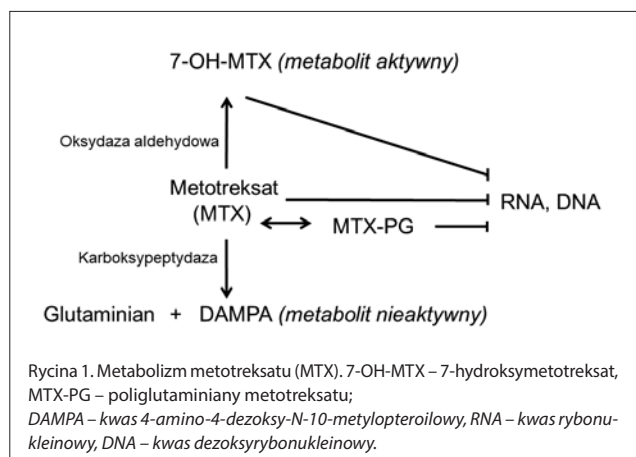 7-OH-MTX (metabolit aktywny)
Oksydaza aldehydowa
Metotreksat
(MTX)
RNA, DNA
MTX-PG
Karboksypeptydaza
Glutaminian + DAMPA (metabolit nieaktywny)
Rycina 1. Metabolizm metotreksatu (MTX). 7-OH-MTX – 7-hydroksymetotreksat,
MTX-PG – poliglutaminiany metotreksatu;
DAMPA – kwas 4-amino-4-dezoksy-N-10-metylopteroilowy, RNA – kwas rybonu-
kleinowy, DNA – kwas dezoksyrybonukleinowy.